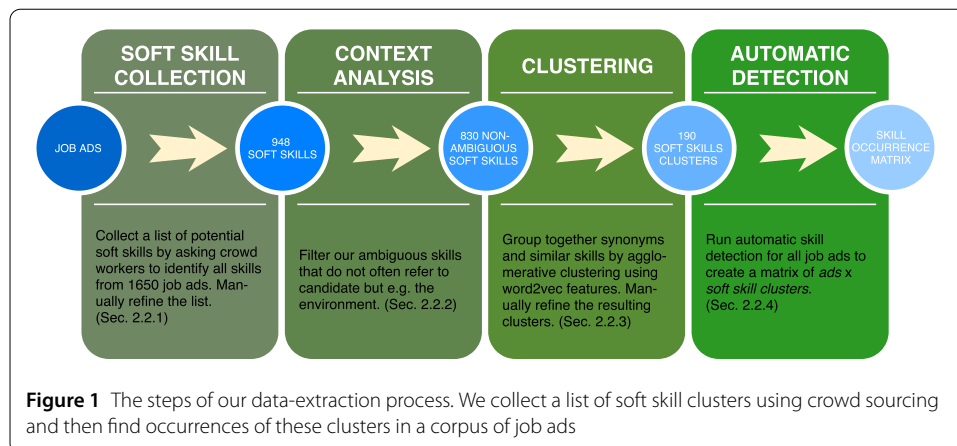 SOFT SKILL
COLLECTION
CONTEXT
ANALYSIS
CLUSTERING
AUTOMATIC
DETECTION
JOB ADS
948
SOFT SKILLS
830 NON-
AMBIGUOUS
SOFT SKILLS
190
SOFT SKILLS
CLUSTERS
SKILL
OCCURRENCE
MATRIX
Collect a list of potential
soft skills by asking crowd
workers to identify all skills
from 1650 job ads. Man-
ually refine the list.
(Sec. 2.2.1)
Filter our ambiguous skills
that do not often refer to
candidate but e.g. the
environment. (Sec. 2.2.2)
Group together synonyms
and similar skills by agglo-
merative clustering using
word2vec features. Man-
ually refine the resulting
clusters. (Sec. 2.2.3)
Run automatic skill
detection for all job ads to
create a matrix of ads x
soft skill clusters.
(Sec. 2.2.4)
Figure 1 The steps of our data-extraction process. We collect a list of soft skill clusters using crowd sourcing
and then find occurrences of these clusters in a corpus of job ads